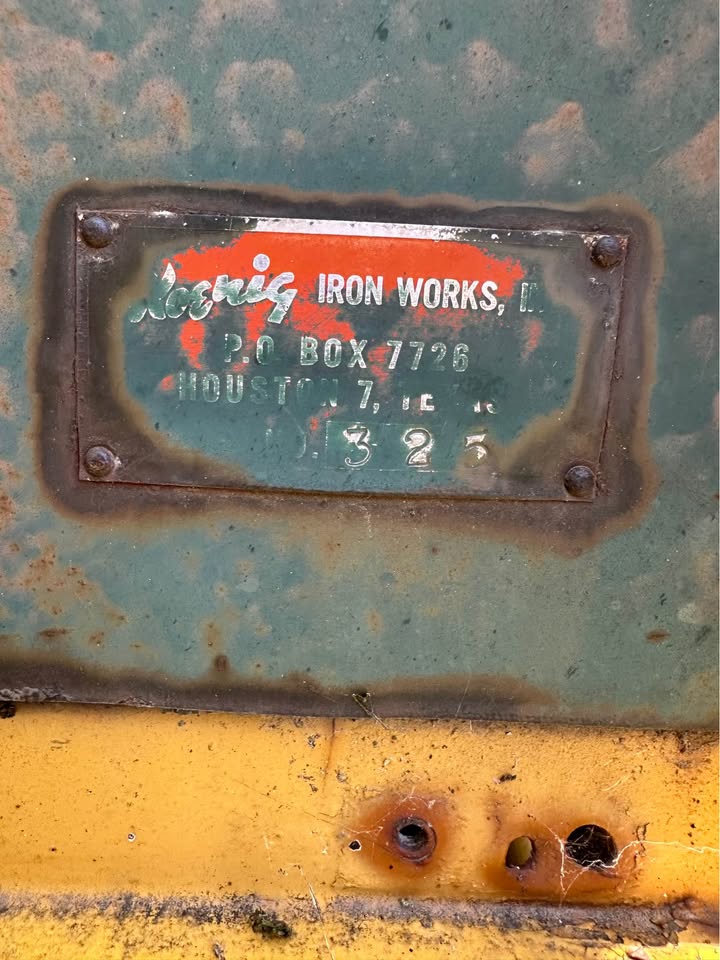 Koenig IRON WORKS,
P.O. BOX 7726
HOUSTON 7,
325